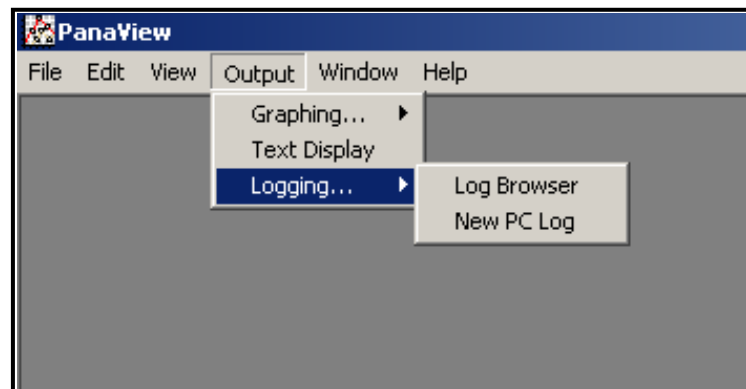 PanaView
File Edit View Output Window Help
Graphing...
Text Display
Logging...
Log Browser
New PC Log